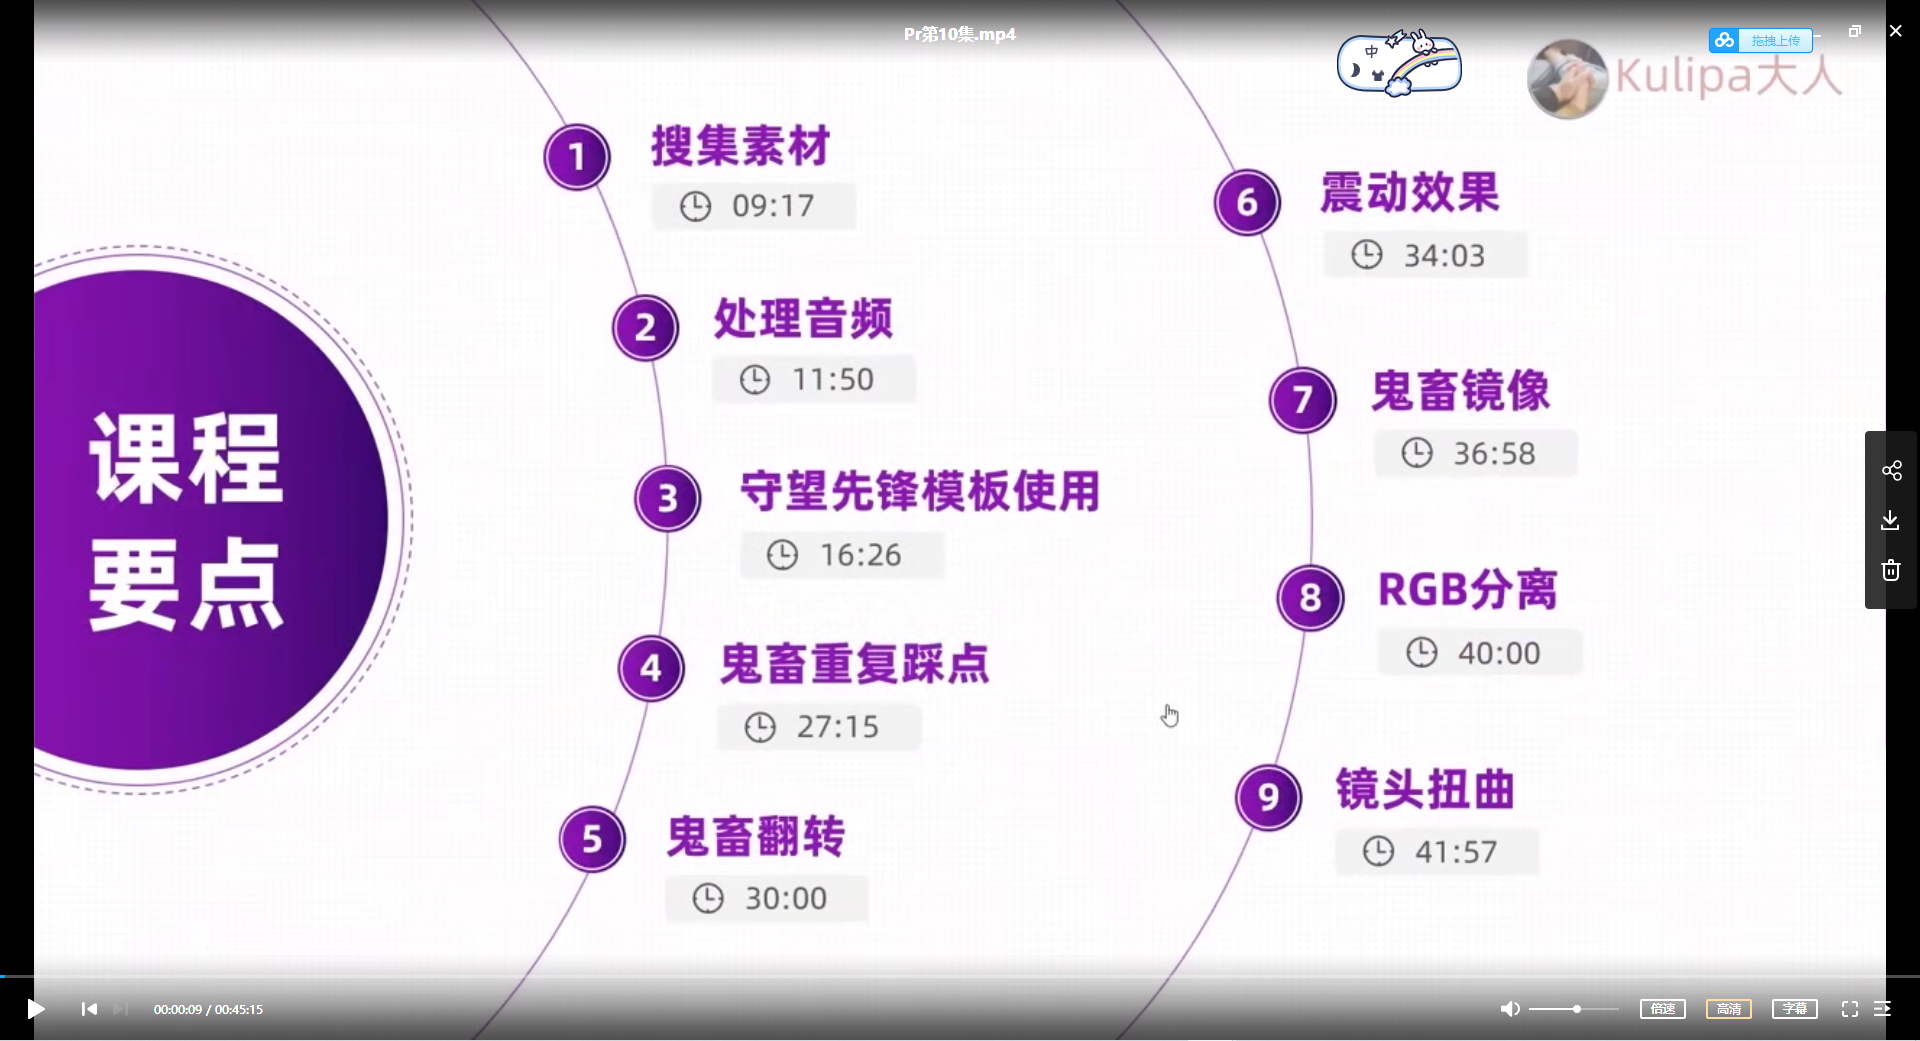 Pr第10集.mp4
中
拖拽上传
Kulipa大人
课程
要点
1
搜集素材
09:17
2
处理音频
11:50
3
守望先锋模板使用
16:26
4
鬼畜重复踩点
27:15
5
鬼畜翻转
30:00
6
震动效果
34:03
7
鬼畜镜像
36:58
8
RGB分离
40:00
9
镜头扭曲
41:57
00:00:09 / 00:45:15
倍速
高清
字幕